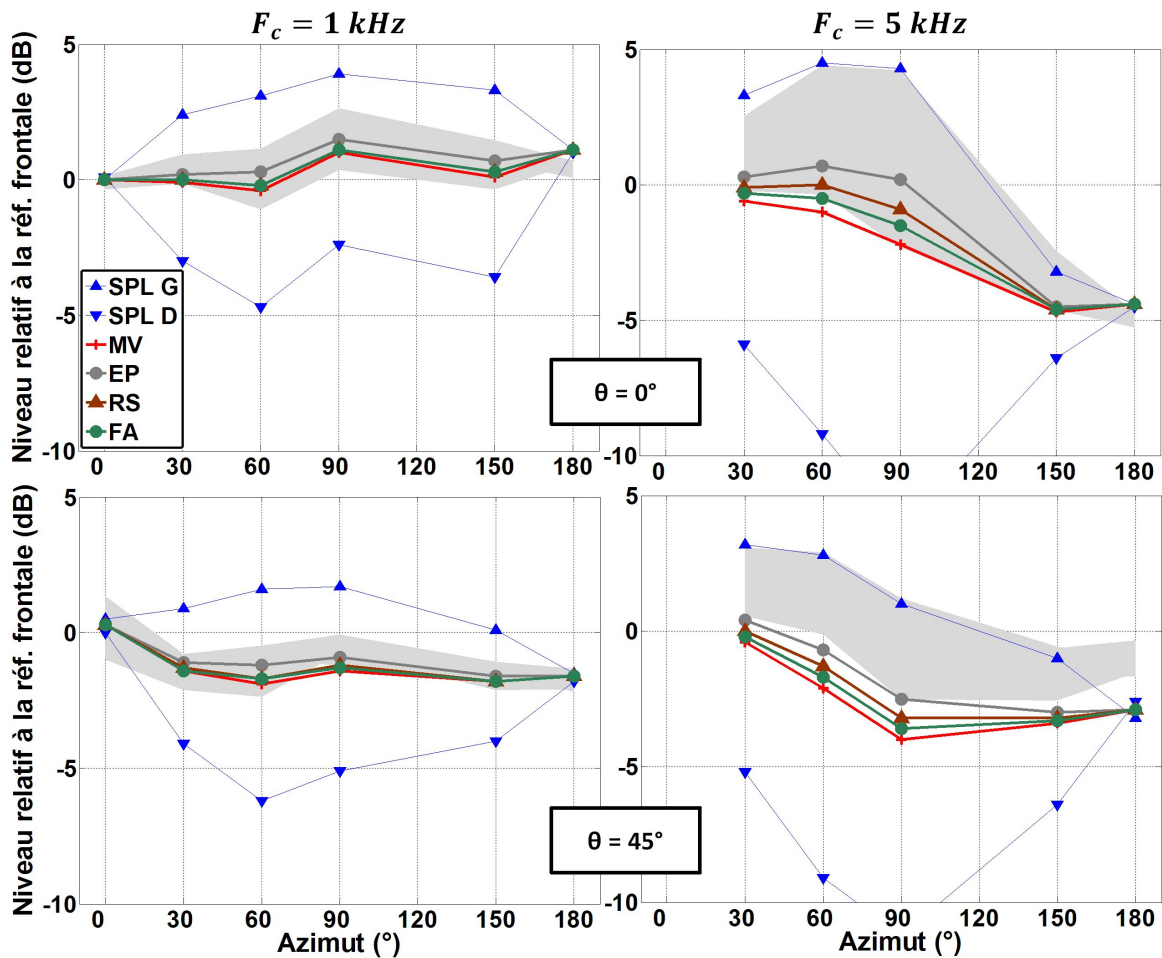 F_c = 1 kHz
F_c = 5 kHz
Niveau relatif à la réf. frontale (dB)
5
0
-5
-10
SPL G
SPL D
MV
EP
RS
FA
0 30 60 90 120 150 180
5
0
-5
-10
0 30 60 90 120 150 180
θ = 0°
Niveau relatif à la réf. frontale (dB)
5
0
-5
-10
0 30 60 90 120 150 180
Azimut (°)
5
0
-5
-10
0 30 60 90 120 150 180
Azimut (°)
θ = 45°